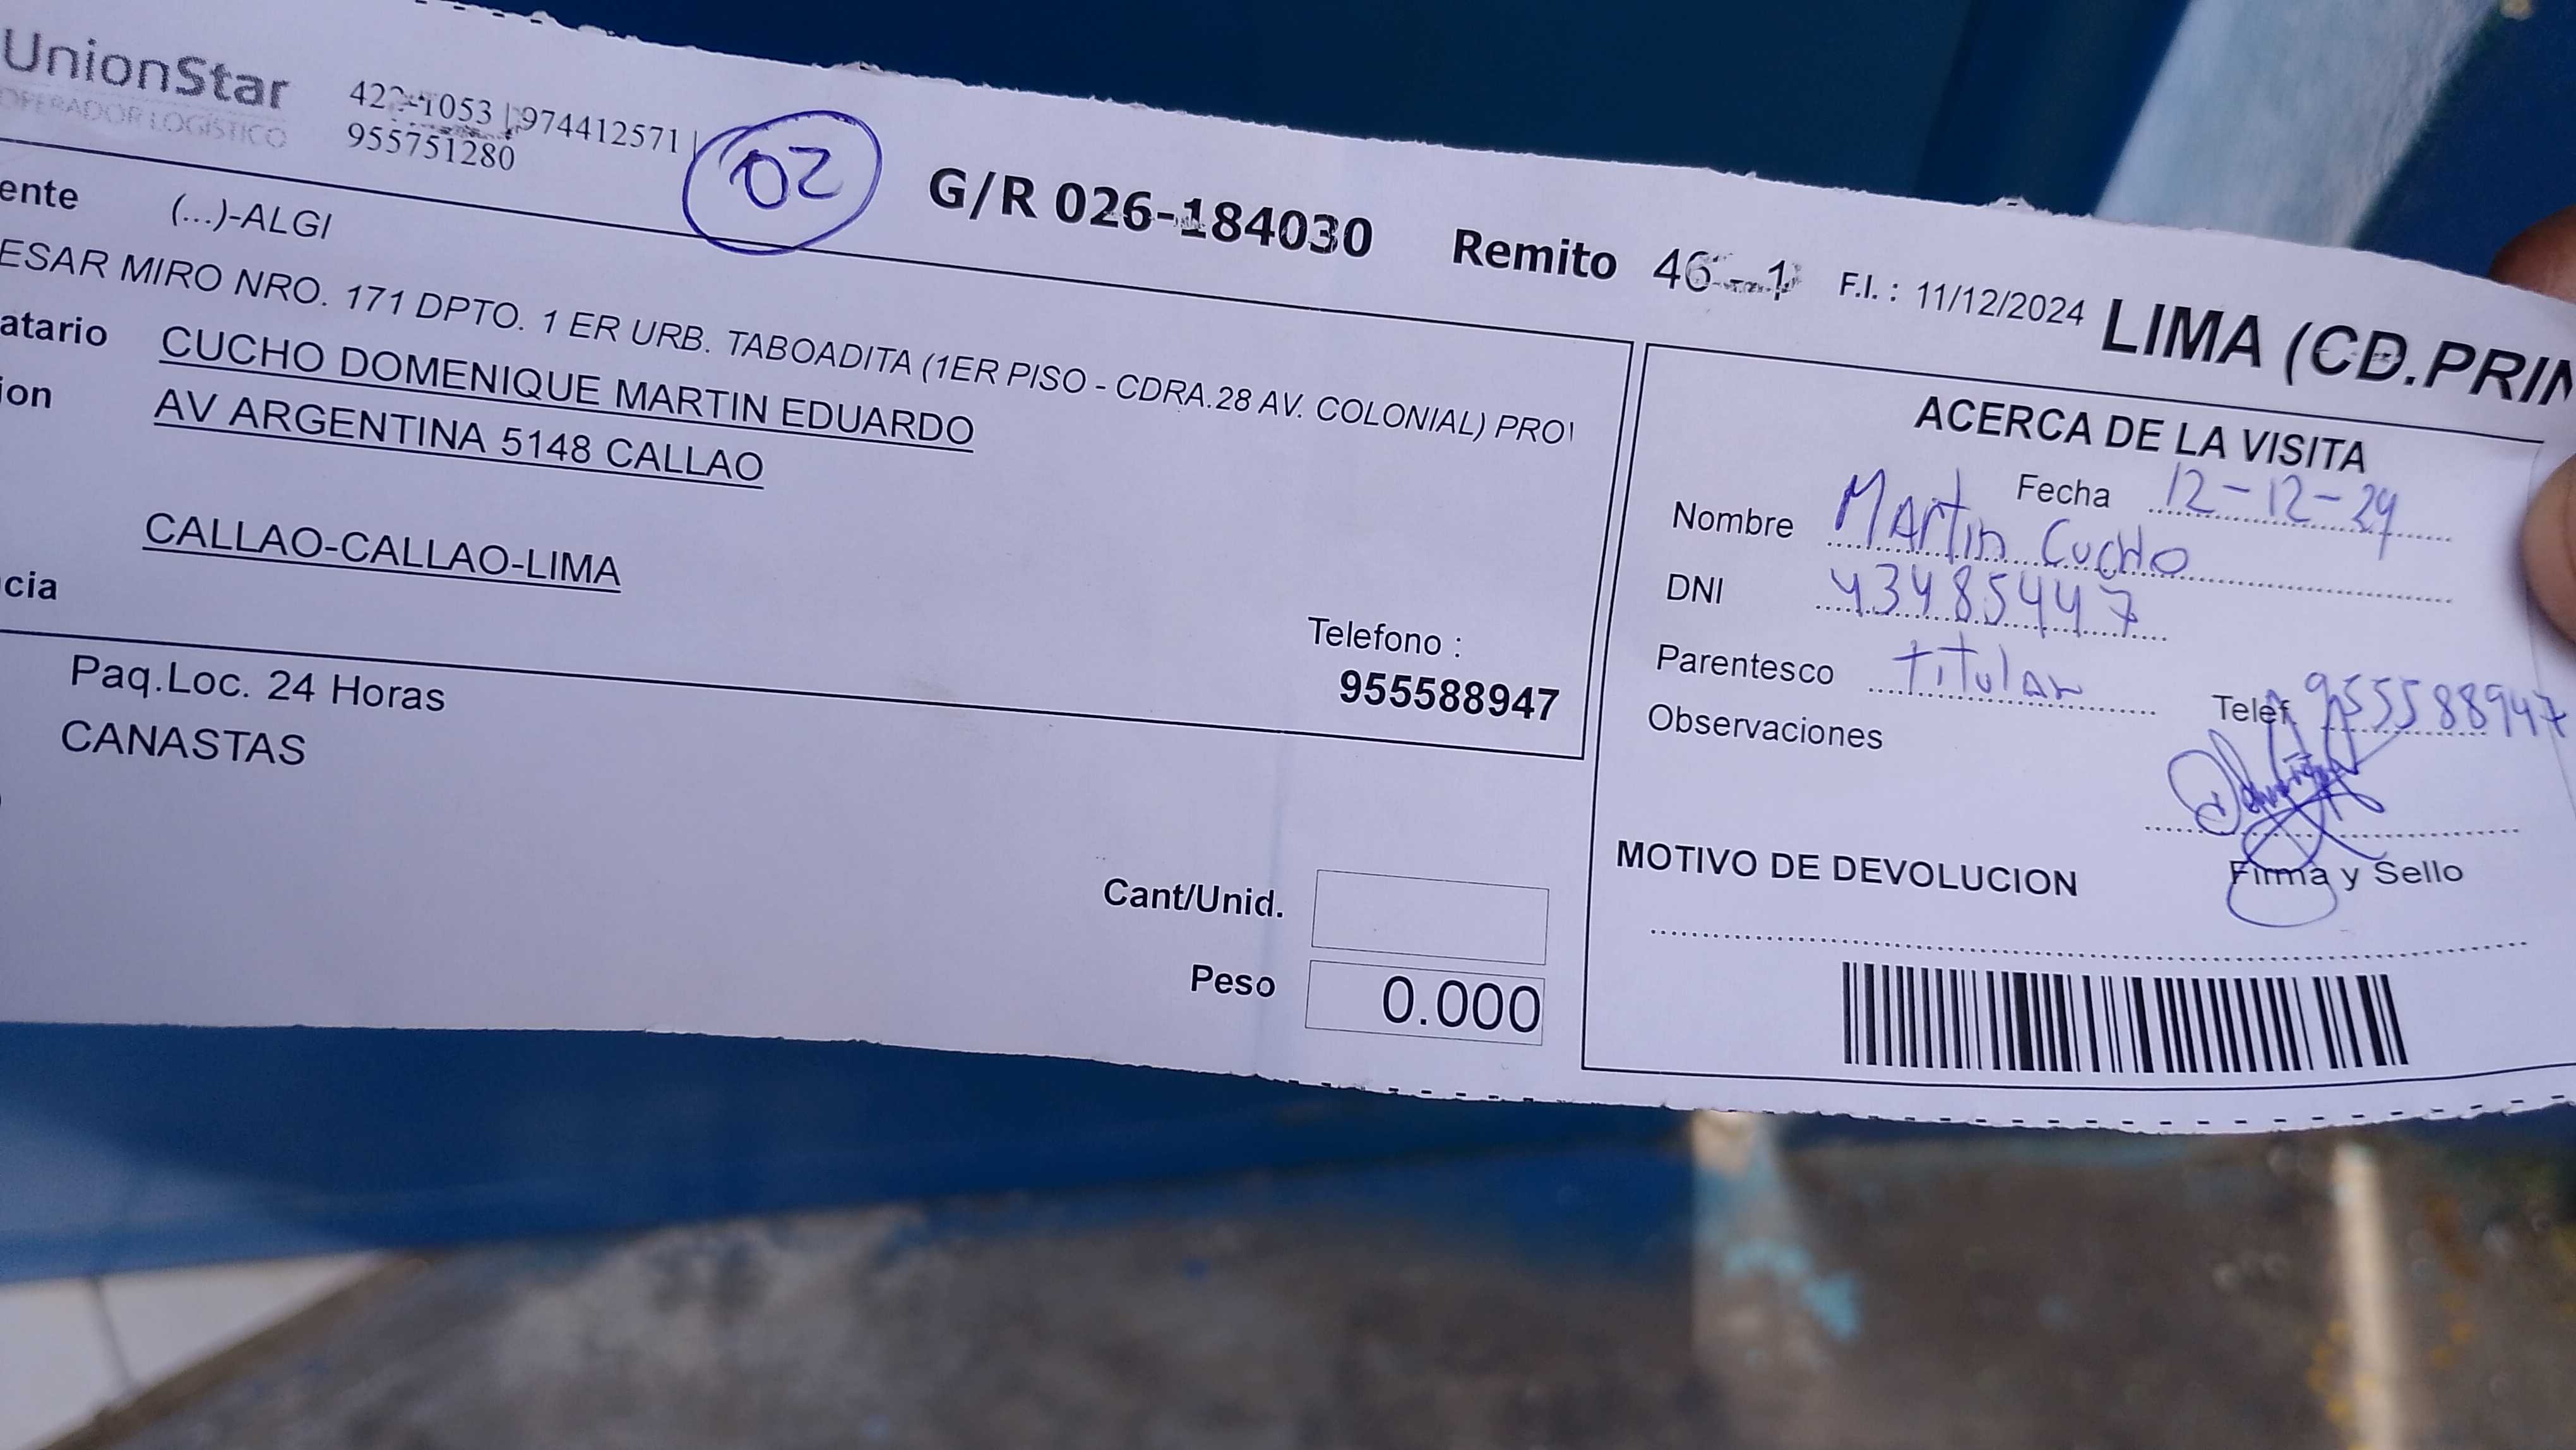 UnionStar
OPERADOR LOGÍSTICO
974412571 |
955751280
02
G/R 026-184030
Remito
F.I. : 11/12/2024
LIMA (CD.PRIN
ente
(...)-ALGI
ESAR MIRO NRO. 171 DPTO. 1 ER URB. TABOADITA (1ER PISO - CDRA.28 AV. COLONIAL) PRO
atario
CUCHO DOMENIQUE MARTIN EDUARDO
ion
AV ARGENTINA 5148 CALLAO
CALLAO-CALLAO-LIMA
cia
Telefono :
955588947
Paq.Loc. 24 Horas
CANASTAS
Cant/Unid.
Peso 0.000
ACERCA DE LA VISITA
Fecha 12-12-24
Nombre Martin Cucho
DNI 43485447
Parentesco titular
Telef. 955588947
Observaciones
Firma y Sello
MOTIVO DE DEVOLUCION